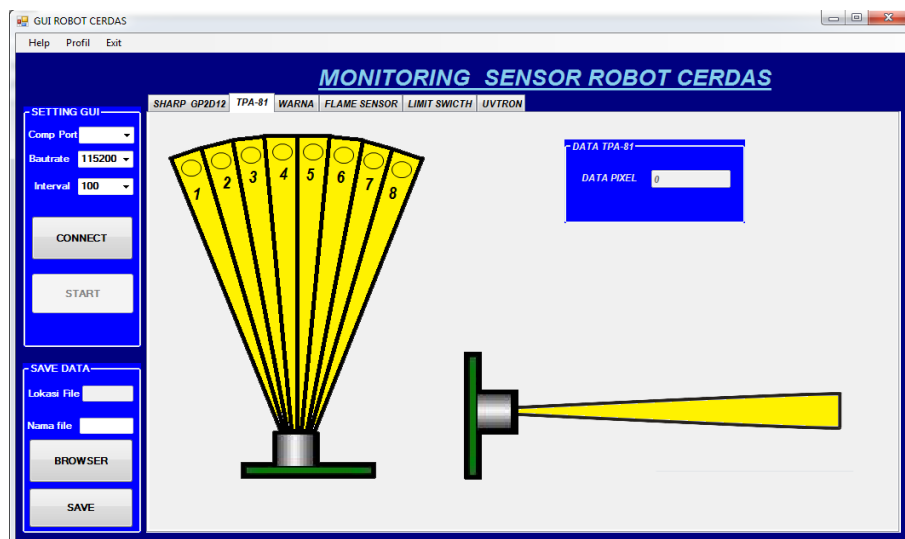 GUI ROBOT CERDAS
Help Profil Exit
MONITORING SENSOR ROBOT CERDAS
SHARP GP2D12 TPA-81 WARNA FLAME SENSOR LIMIT SWICTH UVTRON
SETTING GUI
Comp Port
Bautrate 115200
Interval 100
CONNECT
START
SAVE DATA
Lokasi File
Nama file
BROWSER
SAVE
1 2 3 4 5 6 7 8
DATA TPA-81
DATA PIXEL 0